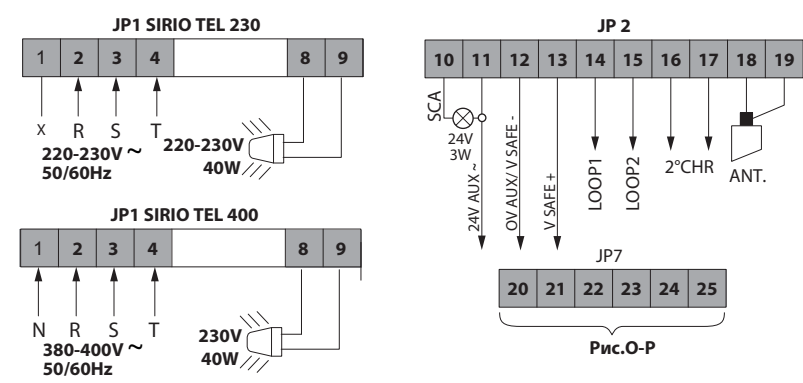 JP1 SIRIO TEL 230
1 2 3 4 8 9
x R S T
220-230V ~
50/60Hz
220-230V
40W
JP1 SIRIO TEL 400
1 2 3 4 8 9
N R S T
380-400V ~
50/60Hz
230V
40W
JP 2
10 11 12 13 14 15 16 17 18 19
SCA
24V
3W
24V AUX ~
0V AUX/ V SAFE -
V SAFE +
LOOP1
LOOP2
2°CHR
ANT.
JP7
20 21 22 23 24 25
Рис.O-P